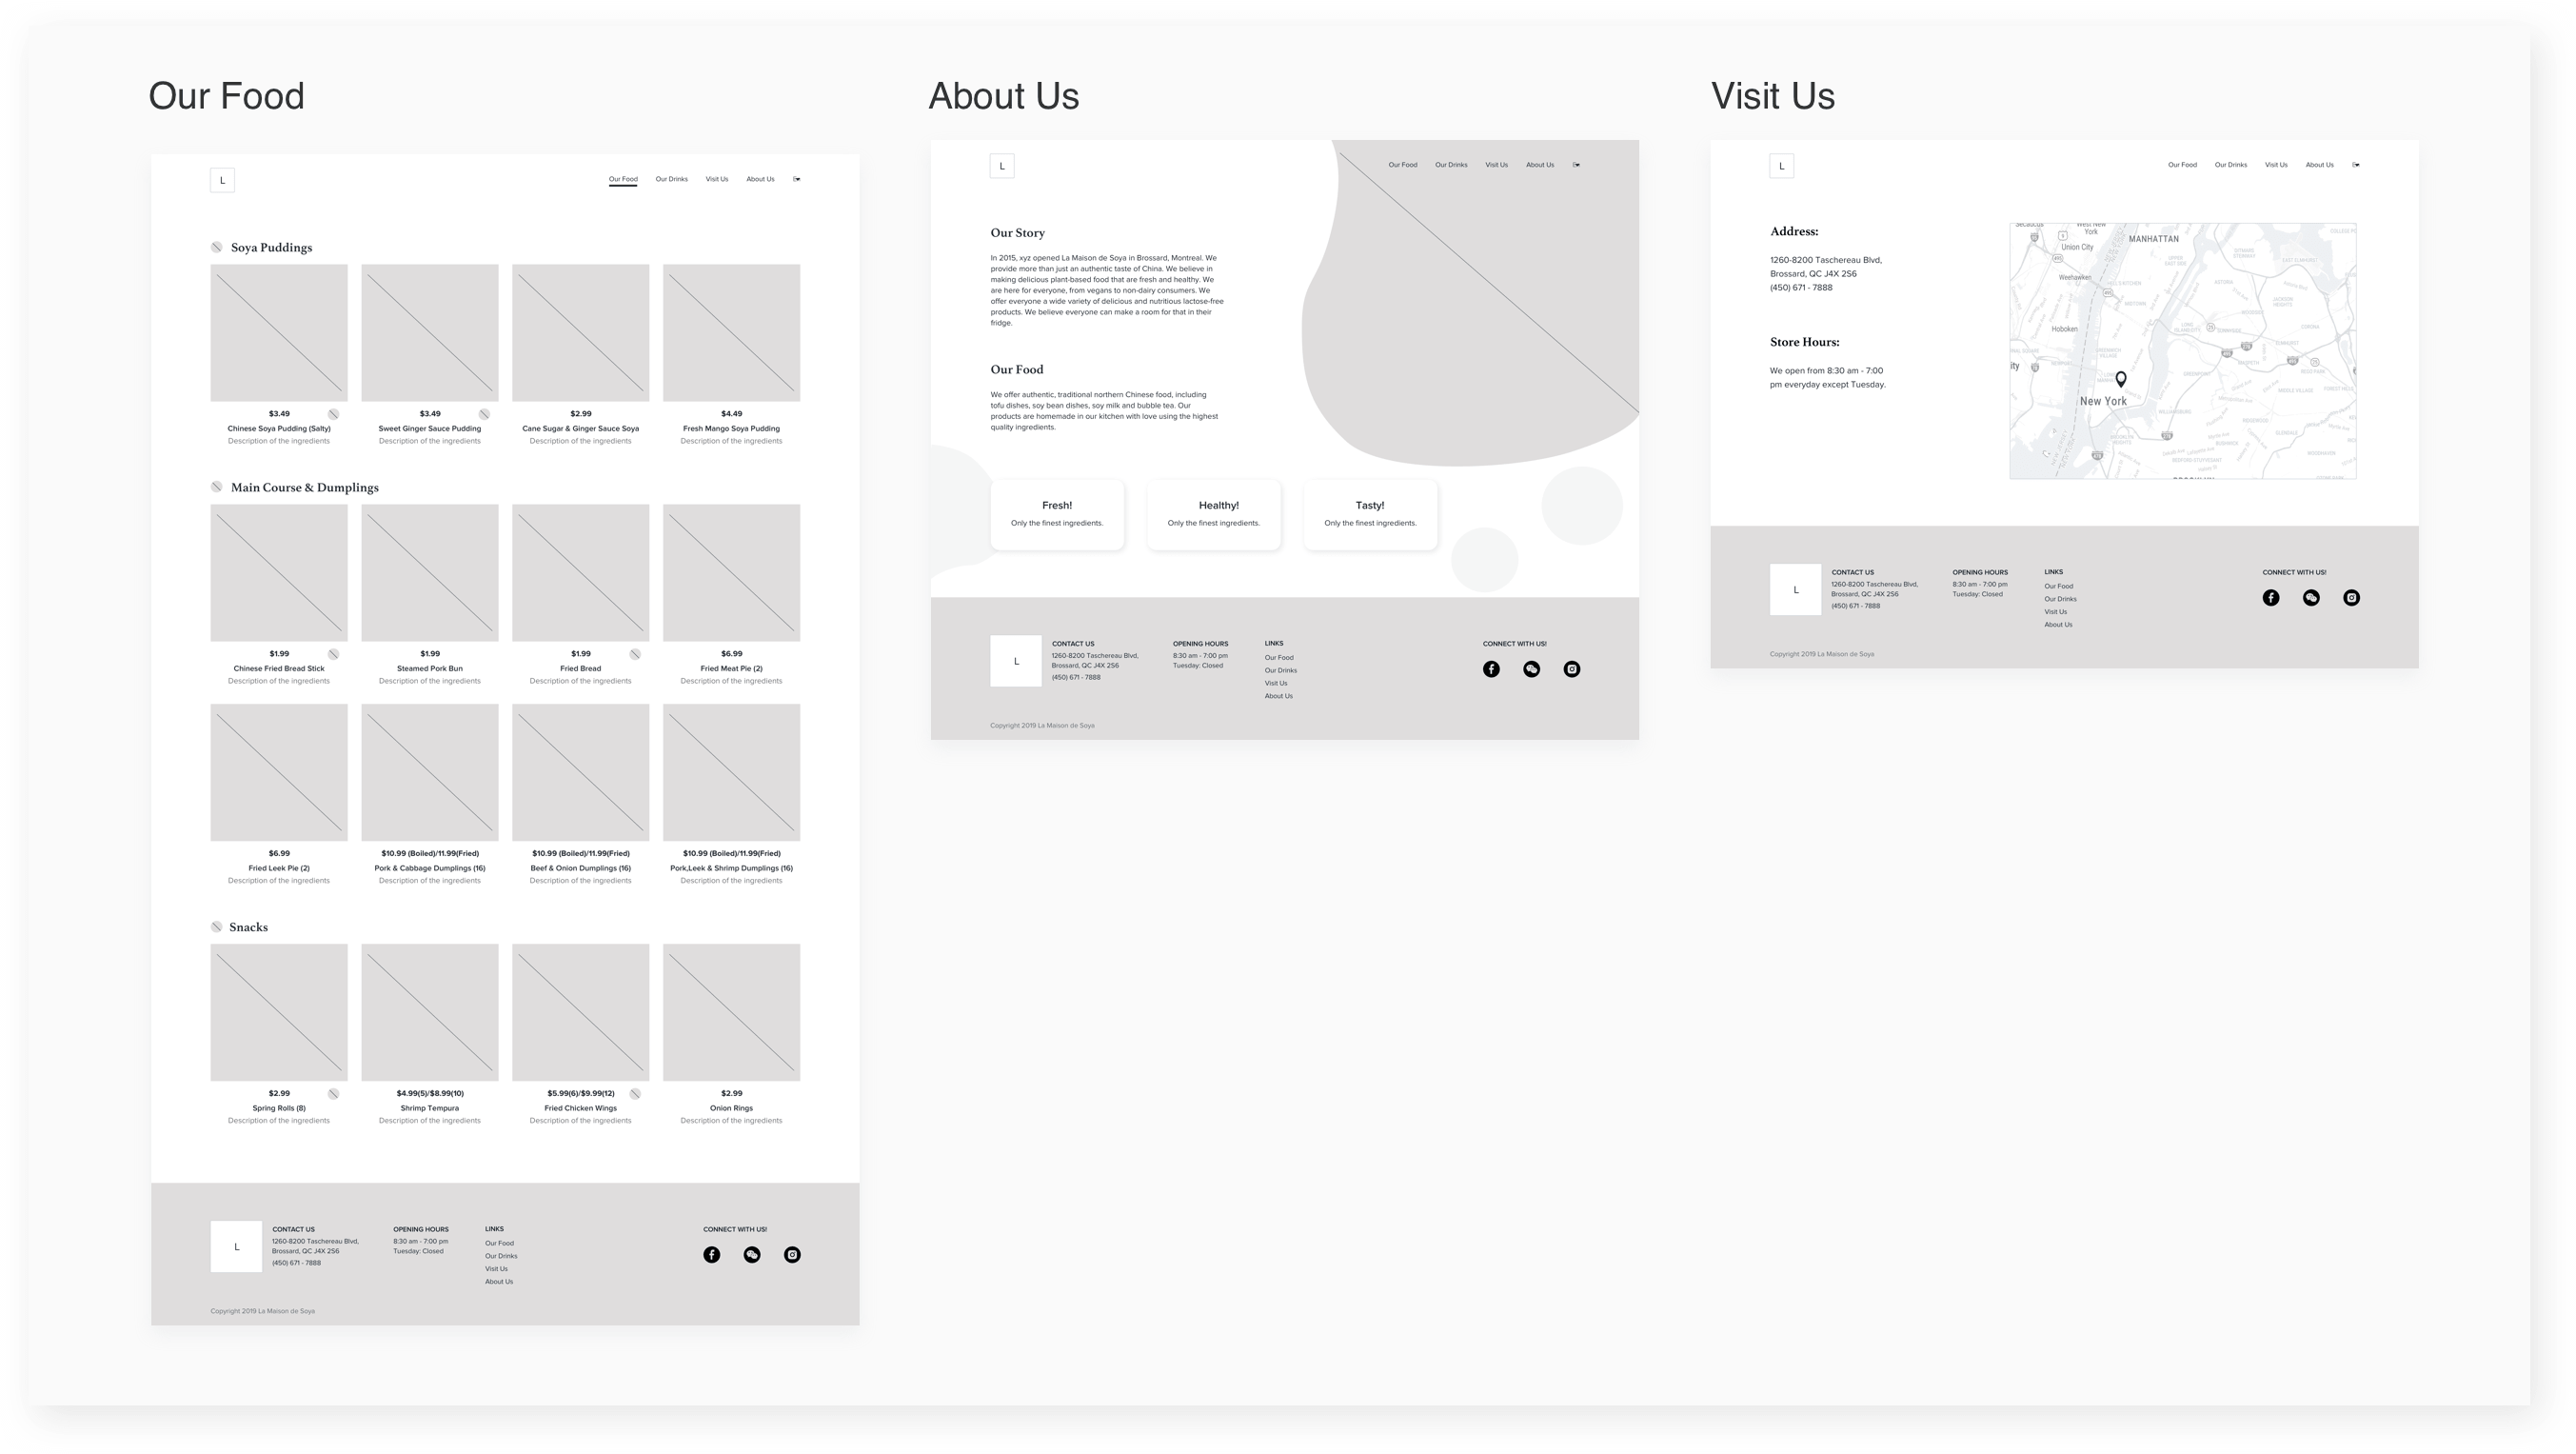 Our Food
L
Our Food Our Drinks Visit Us About Us
Soya Puddings
$3.49
Chinese Soya Pudding (Salty)
Description of the ingredients
$3.49
Sweet Ginger Sauce Pudding
Description of the ingredients
$2.99
Cane Sugar & Ginger Sauce Soya
Description of the ingredients
$4.49
Fresh Mango Soya Pudding
Description of the ingredients
Main Course & Dumplings
$1.99
Chinese Fried Bread Stick
Description of the ingredients
$1.99
Steamed Pork Bun
Description of the ingredients
$1.99
Fried Bread
Description of the ingredients
$6.99
Fried Meat Pie (2)
Description of the ingredients
$6.99
Fried Leek Pie (2)
Description of the ingredients
$10.99 (Boiled)/11.99(Fried)
Pork & Cabbage Dumplings (16)
Description of the ingredients
$10.99 (Boiled)/11.99(Fried)
Beef & Onion Dumplings (16)
Description of the ingredients
$10.99 (Boiled)/11.99(Fried)
Pork,Leek & Shrimp Dumplings (16)
Description of the ingredients
Snacks
$2.99
Spring Rolls (8)
Description of the ingredients
$4.99(5)/$8.99(10)
Shrimp Tempura
Description of the ingredients
$5.99(6)/$9.99(12)
Fried Chicken Wings
Description of the ingredients
$2.99
Onion Rings
Description of the ingredients
L
CONTACT US
1260-8200 Taschereau Blvd,
Brossard, QC J4X 2S6
(450) 671 - 7888
OPENING HOURS
8:30 am - 7:00 pm
Tuesday: Closed
LINKS
Our Food
Our Drinks
Visit Us
About Us
CONNECT WITH US!
Copyright 2019 La Maison de Soya
About Us
L
Our Food Our Drinks Visit Us About Us
Our Story
In 2015, xyz opened La Maison de Soya in Brossard, Montreal. We
provide more than just an authentic taste of China. We believe in
making delicious plant-based food that are fresh and healthy. We
are here for everyone, from vegans to non-dairy consumers. We
offer everyone a wide variety of delicious and nutritious lactose-free
products. We believe everyone can make a room for that in their
fridge.
Our Food
We offer authentic, traditional northern Chinese food, including
tofu dishes, soy bean dishes, soy milk and bubble tea. Our
products are homemade in our kitchen with love using the highest
quality ingredients.
Fresh!
Only the finest ingredients.
Healthy!
Only the finest ingredients.
Tasty!
Only the finest ingredients.
L
CONTACT US
1260-8200 Taschereau Blvd,
Brossard, QC J4X 2S6
(450) 671 - 7888
OPENING HOURS
8:30 am - 7:00 pm
Tuesday: Closed
LINKS
Our Food
Our Drinks
Visit Us
About Us
CONNECT WITH US!
Copyright 2019 La Maison de Soya
Visit Us
L
Our Food Our Drinks Visit Us About Us
Address:
1260-8200 Taschereau Blvd,
Brossard, QC J4X 2S6
(450) 671 - 7888
Store Hours:
We open from 8:30 am - 7:00
pm everyday except Tuesday.
West New
York
Union City
MANHATTAN
Weehawken
UPPER
EAST SIDE
ASTORIA
JACKSON
HEIGHTS
Hoboken
GREENWICH
VILLAGE
New York
L
CONTACT US
1260-8200 Taschereau Blvd,
Brossard, QC J4X 2S6
(450) 671 - 7888
OPENING HOURS
8:30 am - 7:00 pm
Tuesday: Closed
LINKS
Our Food
Our Drinks
Visit Us
About Us
CONNECT WITH US!
Copyright 2019 La Maison de Soya